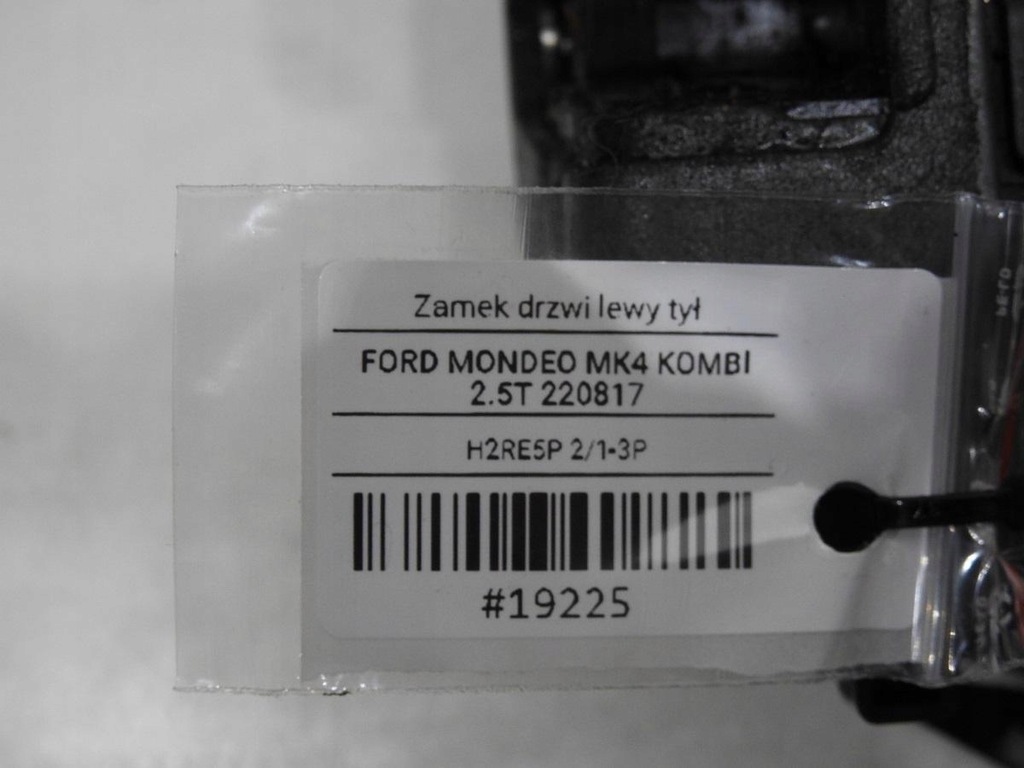 Zamek drzwi lewy tył
FORD MONDEO MK4 KOMBI
2.5T 220817
H2RE5P 2/1-3P
#19225